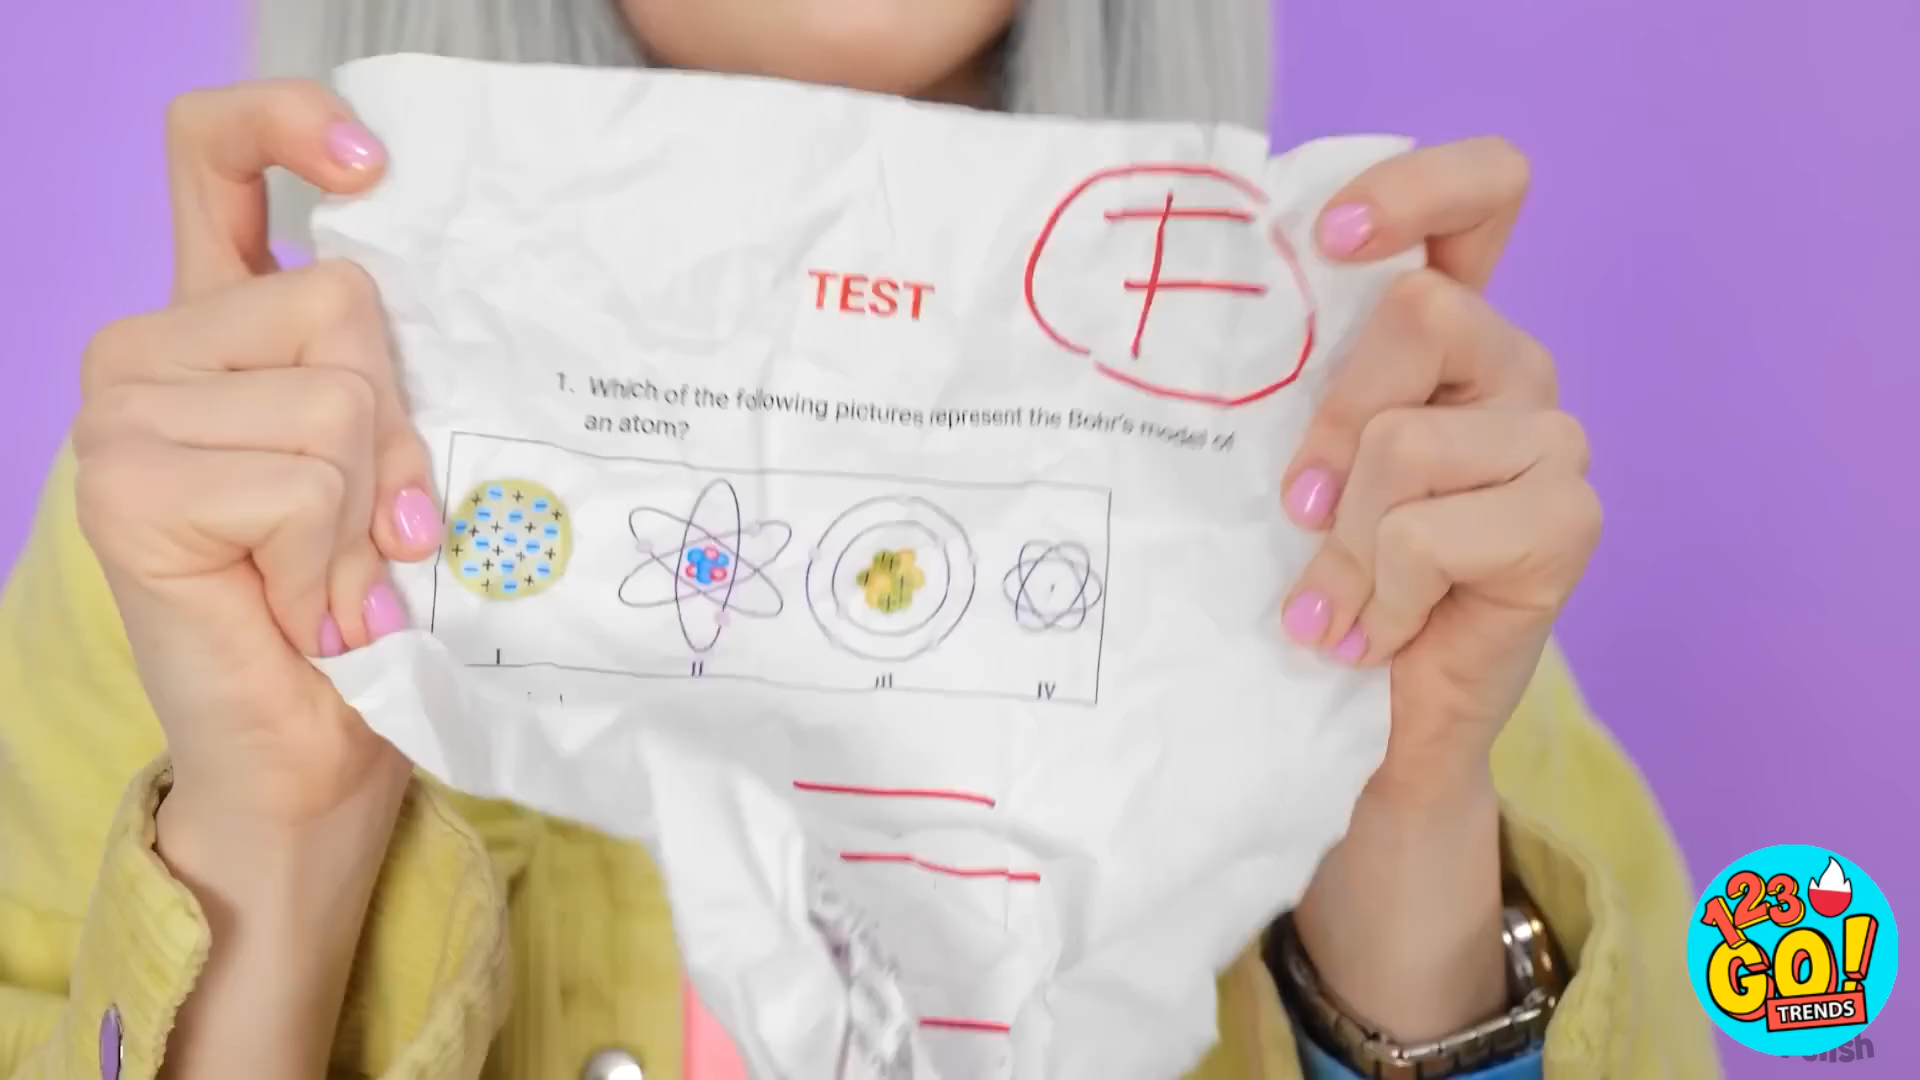 F
TEST
1. Which of the following pictures represent the Bohr's model of
an atom?
I
II
III
IV
123
GO!
TRENDS